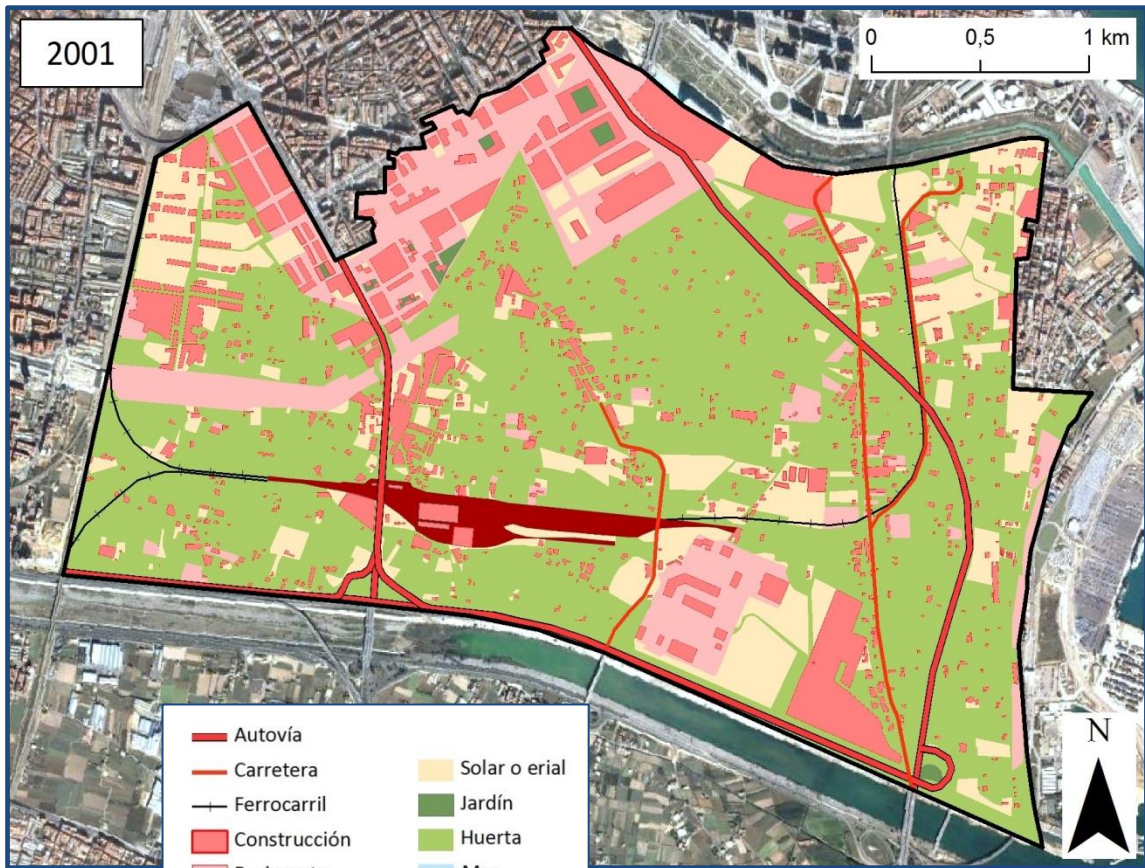 2001
0 0,5 1 km
Autovía
Carretera
Ferrocarril
Construcción
Solar o erial
Jardín
Huerta
N